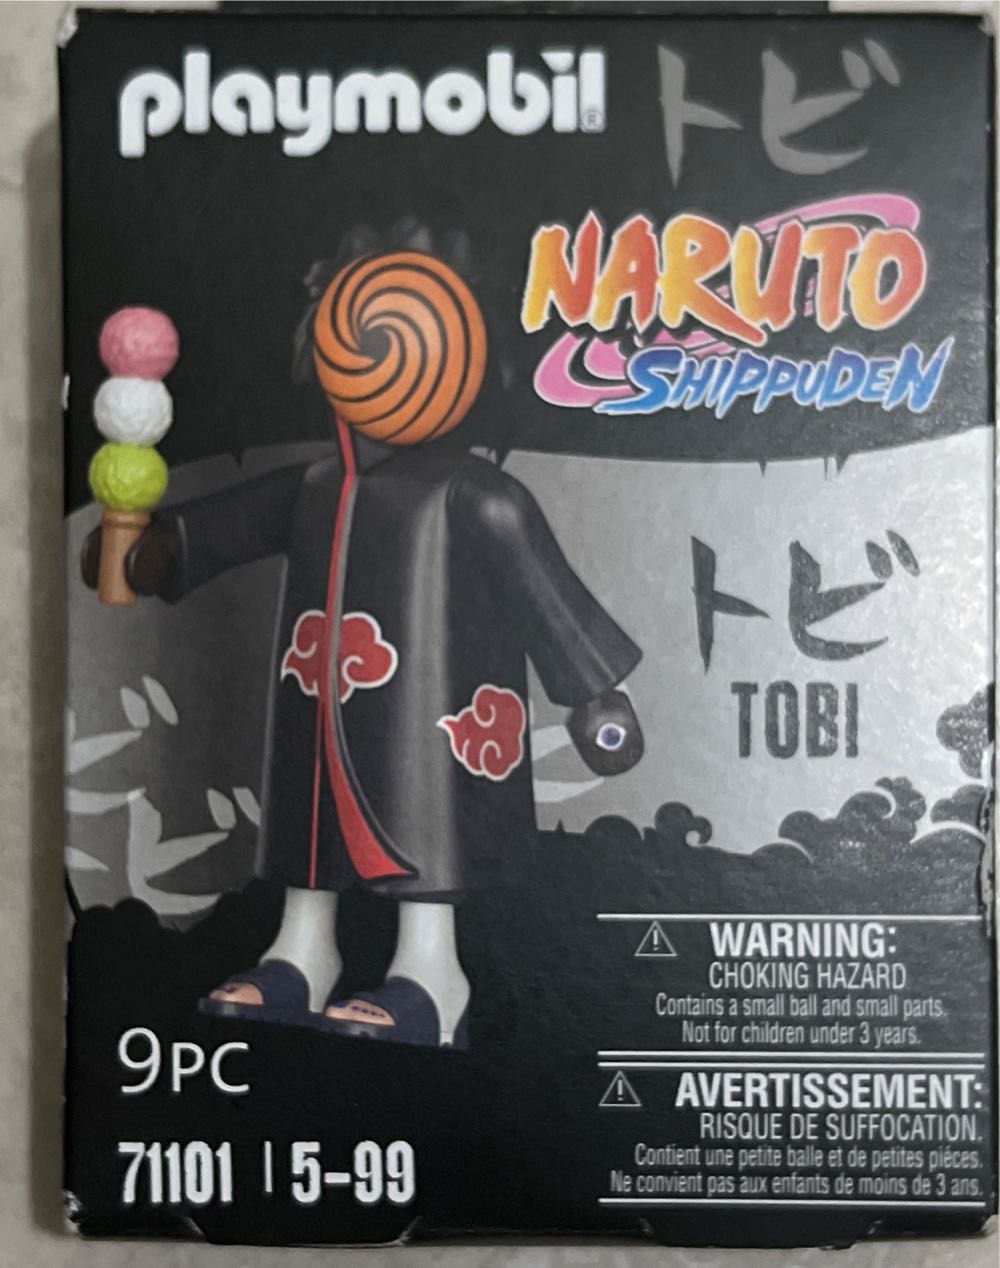 playmobil®
トビ
NARUTO
SHIPPUDEN
トビ
TOBI
トビ
⚠ WARNING:
CHOKING HAZARD
Contains a small ball and small parts.
Not for children under 3 years.
⚠ AVERTISSEMENT:
RISQUE DE SUFFOCATION.
Contient une petite balle et de petites pièces.
Ne convient pas aux enfants de moins de 3 ans.
9PC
71101 | 5-99